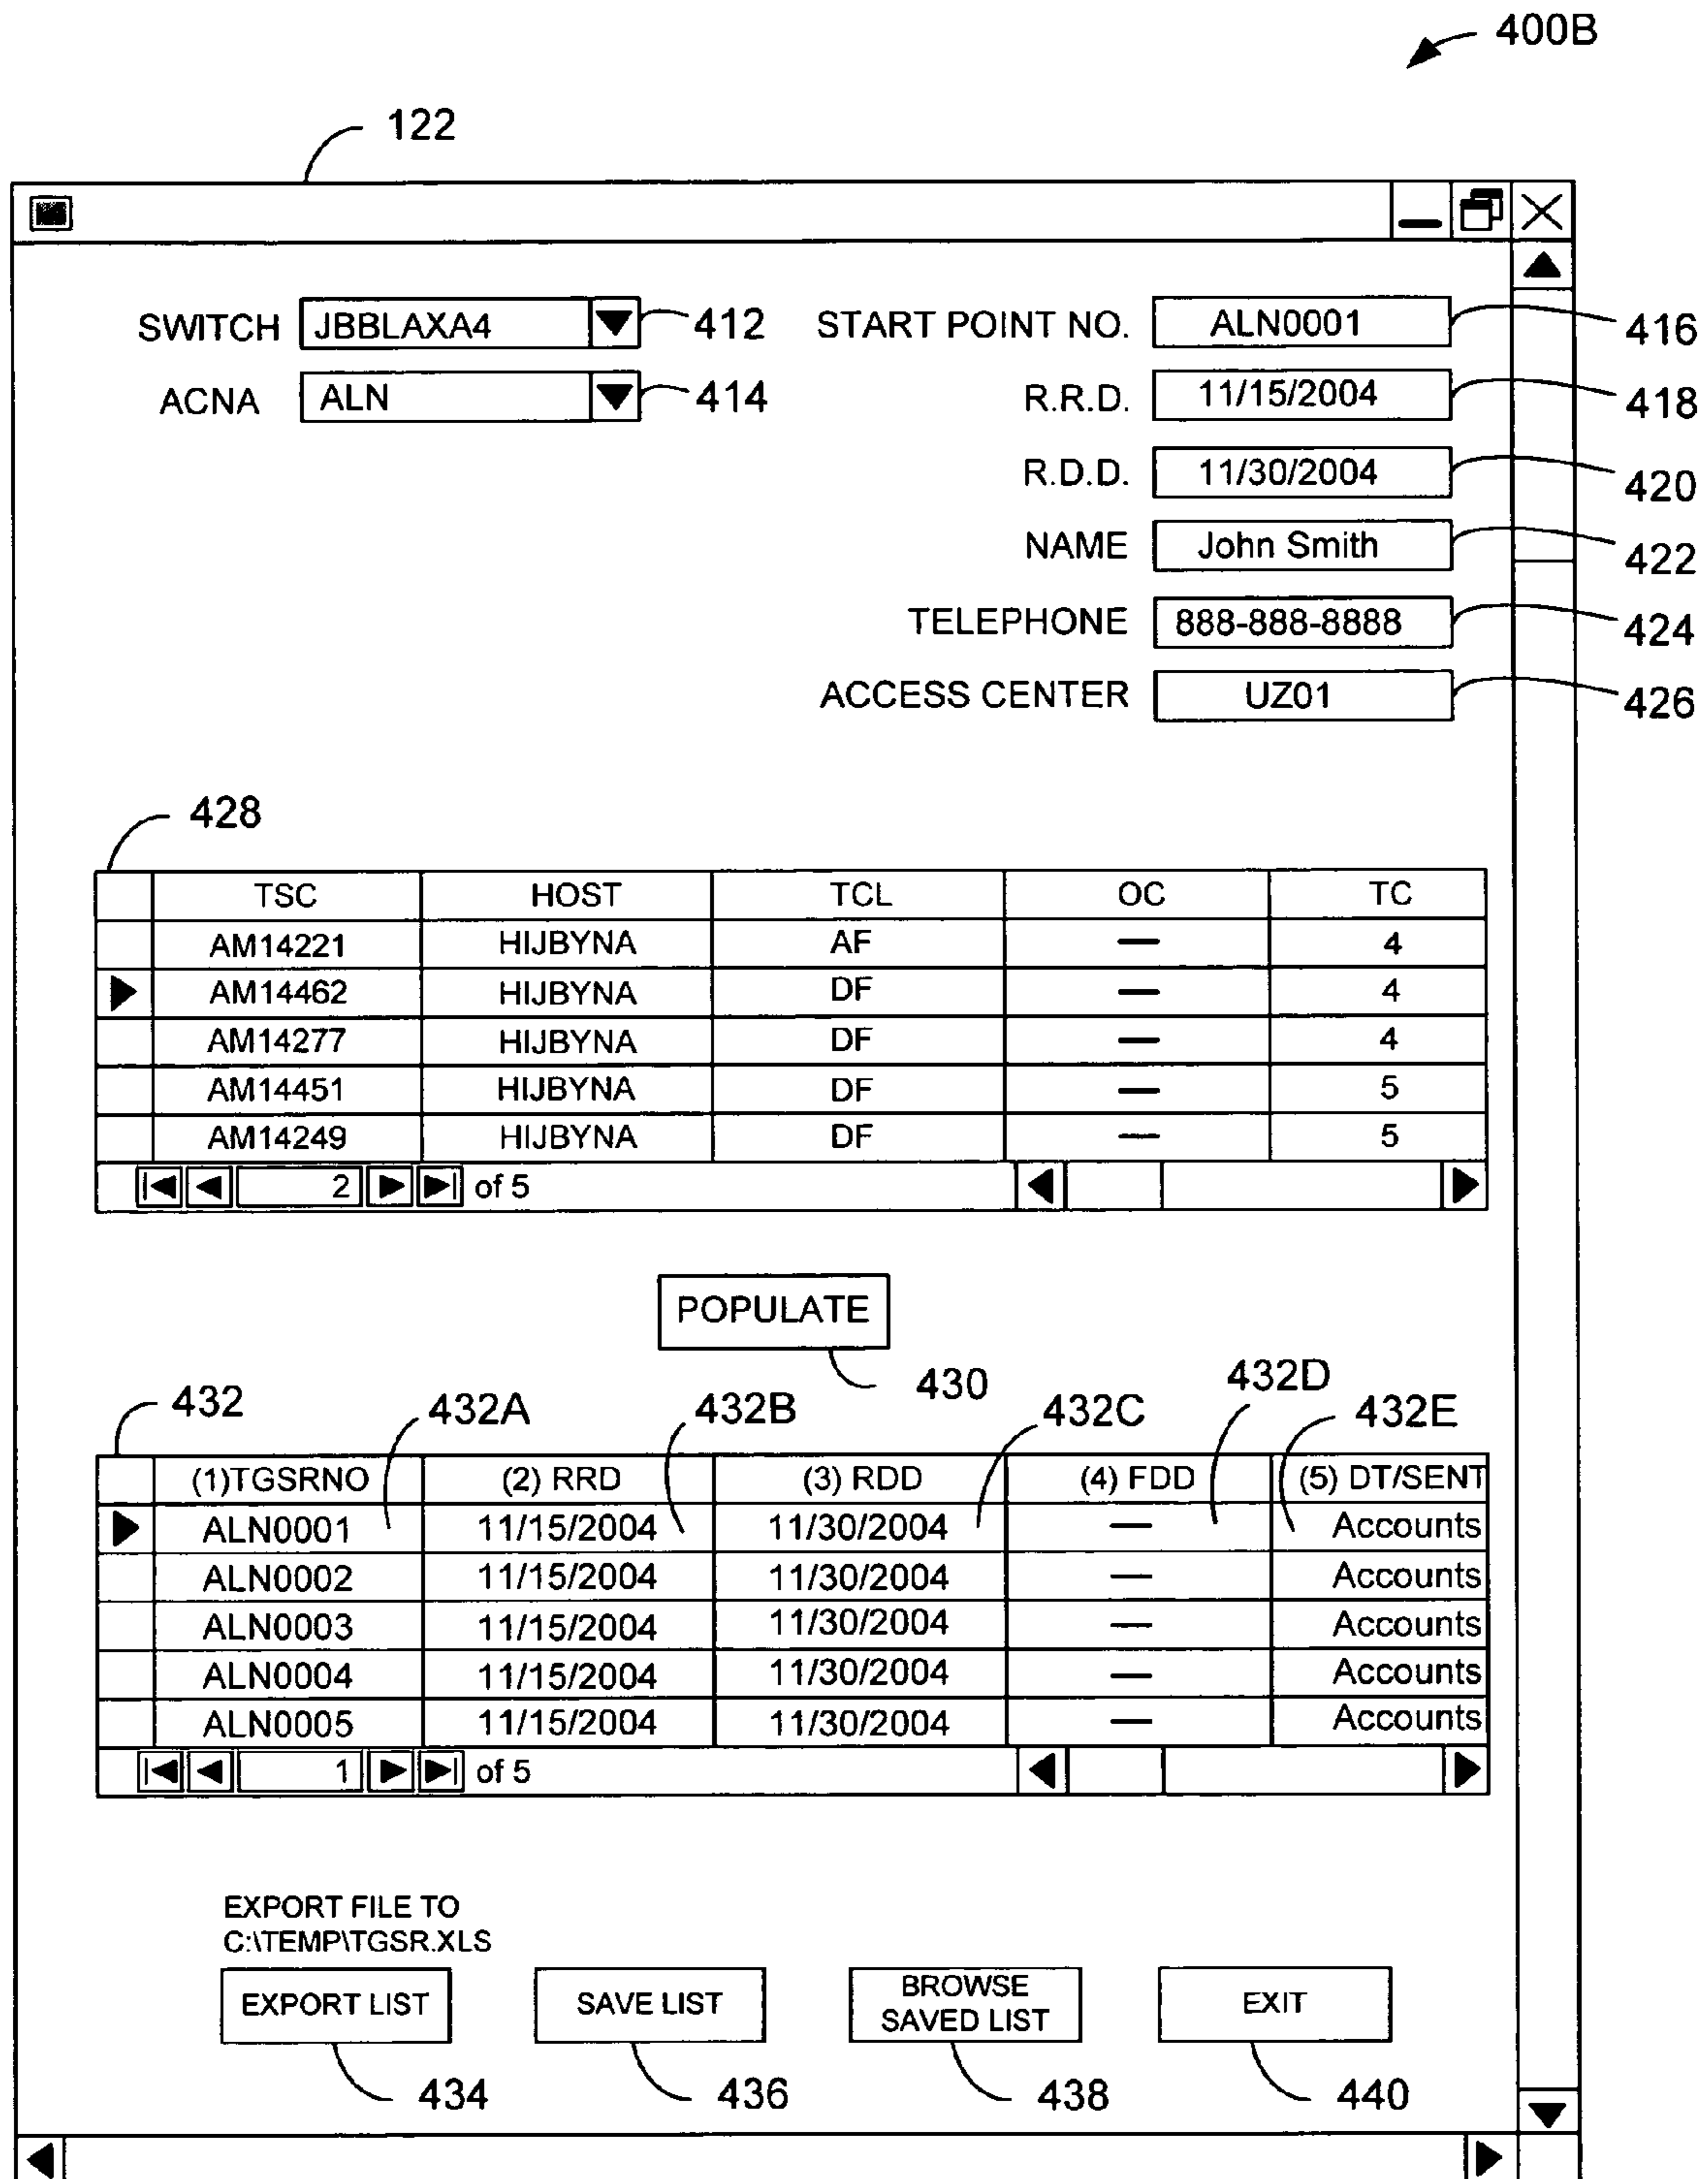 400B
122
SWITCH JBBLAXA4 412 START POINT NO. ALN0001 416
ACNA ALN 414 R.R.D. 11/15/2004 418
R.D.D. 11/30/2004 420
NAME John Smith 422
TELEPHONE 888-888-8888 424
ACCESS CENTER UZ01 426
428
TSC HOST TCL OC TC
AM14221 HIJBYNA AF — 4
AM14462 HIJBYNA DF — 4
AM14277 HIJBYNA DF — 4
AM14451 HIJBYNA DF — 5
AM14249 HIJBYNA DF — 5
2 of 5
POPULATE
430
432 432A 432B 432C 432D 432E
(1)TGSRNO (2) RRD (3) RDD (4) FDD (5) DT/SENT
ALN0001 11/15/2004 11/30/2004 — Accounts
ALN0002 11/15/2004 11/30/2004 — Accounts
ALN0003 11/15/2004 11/30/2004 — Accounts
ALN0004 11/15/2004 11/30/2004 — Accounts
ALN0005 11/15/2004 11/30/2004 — Accounts
1 of 5
EXPORT FILE TO
C:\TEMP\TGSR.XLS
EXPORT LIST SAVE LIST BROWSE SAVED LIST EXIT
434 436 438 440